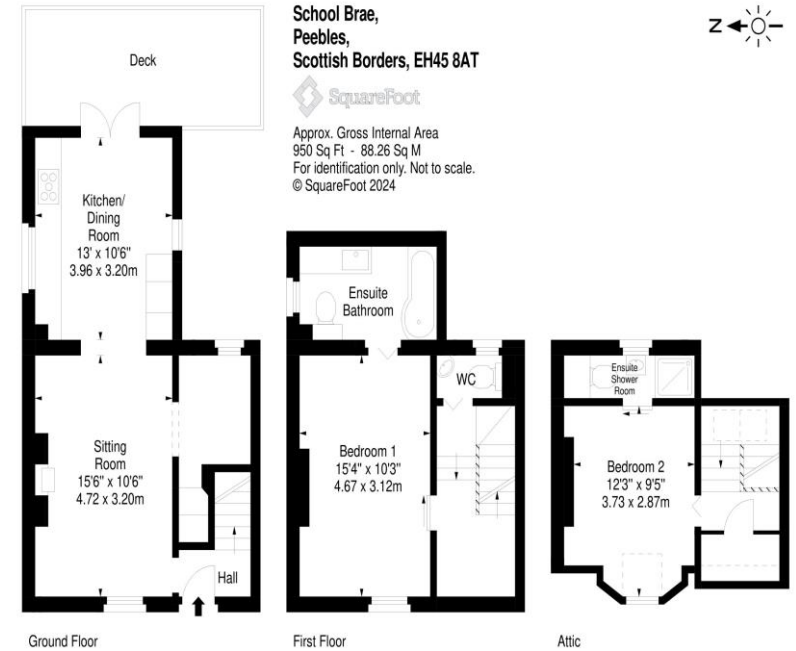 School Brae,
Peebles,
Scottish Borders, EH45 8AT
SquareFoot
Approx. Gross Internal Area
950 Sq Ft - 88.26 Sq M
For identification only. Not to scale.
© SquareFoot 2024
Z
Deck
Kitchen/
Dining
Room
13' x 10'6"
3.96 x 3.20m
Sitting
Room
15'6" x 10'6"
4.72 x 3.20m
Hall
Ground Floor
Ensuite
Bathroom
WC
Bedroom 1
15'4" x 10'3"
4.67 x 3.12m
First Floor
Ensuite
Shower
Room
Bedroom 2
12'3" x 9'5"
3.73 x 2.87m
Attic